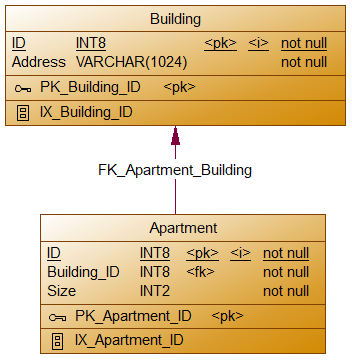 Building
ID INT8 <pk> <i> not null
Address VARCHAR(1024) not null
PK_Building_ID <pk>
IX_Building_ID
FK_Apartment_Building
Apartment
ID INT8 <pk> <i> not null
Building_ID INT8 <fk> not null
Size INT2 not null
PK_Apartment_ID <pk>
IX_Apartment_ID